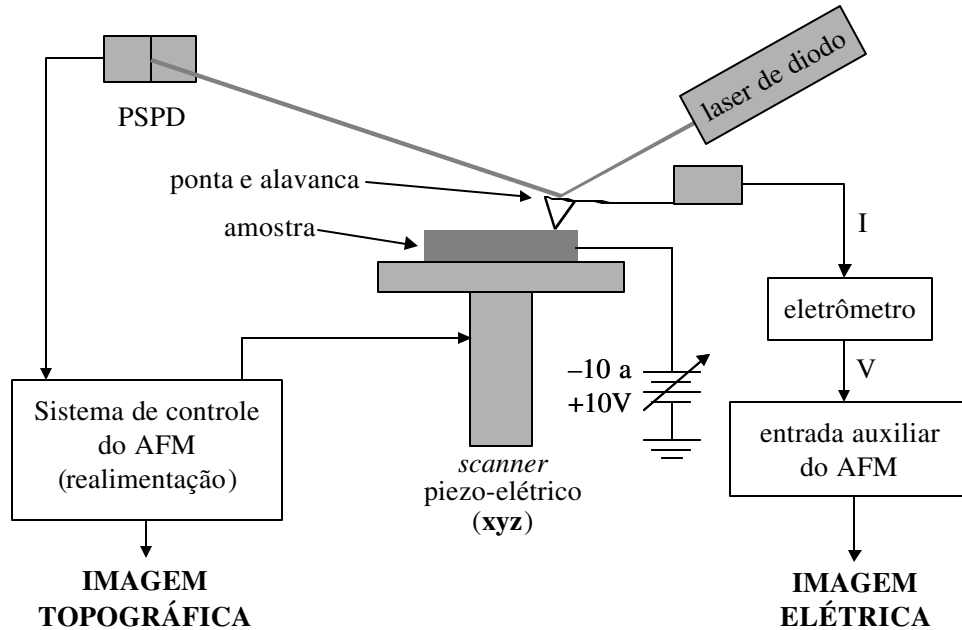 PSPD
laser de diodo
ponta e alavanca
amostra
I
eletrômetro
V
–10 a
+10V
Sistema de controle
do AFM
(realimentação)
scanner
piezo-elétrico
(xyz)
entrada auxiliar
do AFM
IMAGEM
TOPOGRÁFICA
IMAGEM
ELÉTRICA